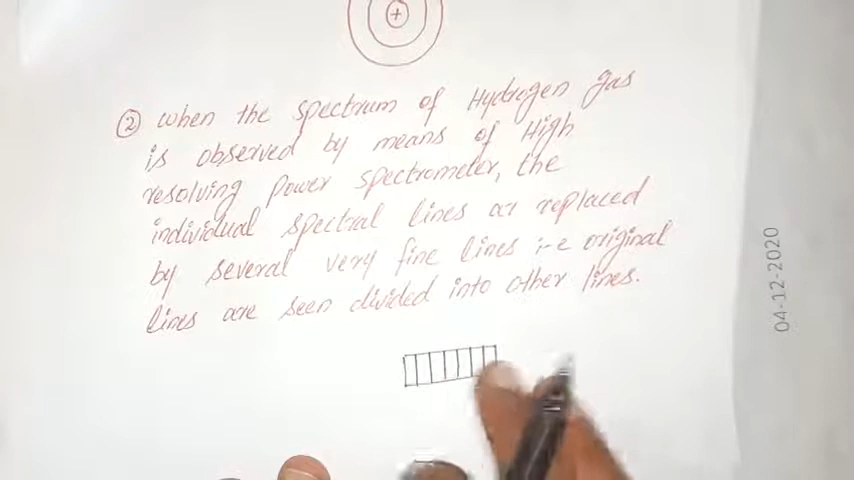 +
② when the spectrum of Hydrogen gas
is observed by means of High
resolving power spectrometer, the
individual spectral lines ar replaced
by several very fine lines i-e original
lines are seen divided into other lines.
04-12-2020